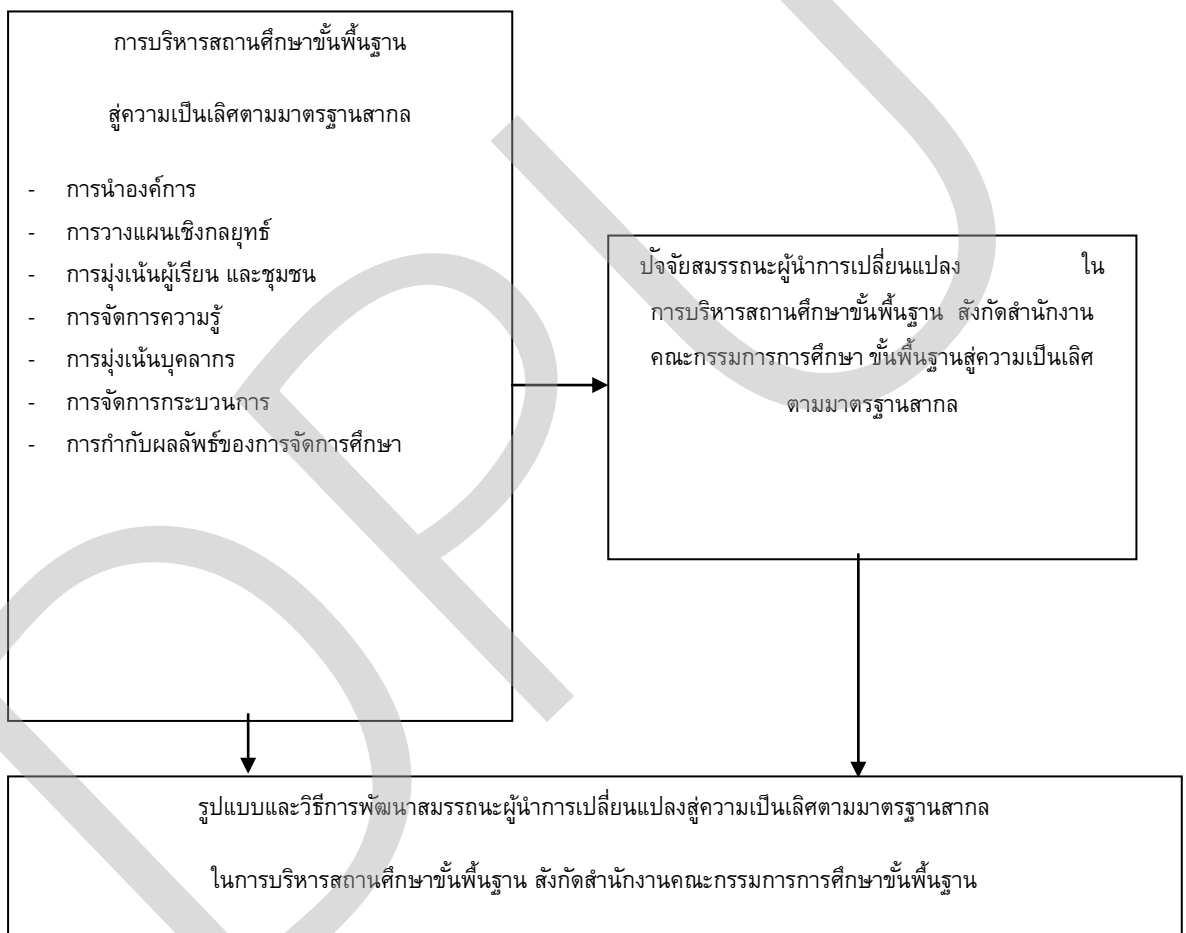 การบริหารสถานศึกษาขั้นพื้นฐาน
สู่ความเป็นเลิศตามมาตรฐานสากล
- การนำองค์การ
- การวางแผนเชิงกลยุทธ์
- การมุ่งเน้นผู้เรียน และชุมชน
- การจัดการความรู้
- การมุ่งเน้นบุคลากร
- การจัดการกระบวนการ
- การกำกับผลลัพธ์ของการจัดการศึกษา
ปัจจัยสมรรถนะผู้นำการเปลี่ยนแปลง ใน
การบริหารสถานศึกษาขั้นพื้นฐาน สังกัดสำนักงาน
คณะกรรมการการศึกษา ขั้นพื้นฐานสู่ความเป็นเลิศ
ตามมาตรฐานสากล
รูปแบบและวิธีการพัฒนาสมรรถนะผู้นำการเปลี่ยนแปลงสู่ความเป็นเลิศตามมาตรฐานสากล
ในการบริหารสถานศึกษาขั้นพื้นฐาน สังกัดสำนักงานคณะกรรมการการศึกษาขั้นพื้นฐาน
DPU